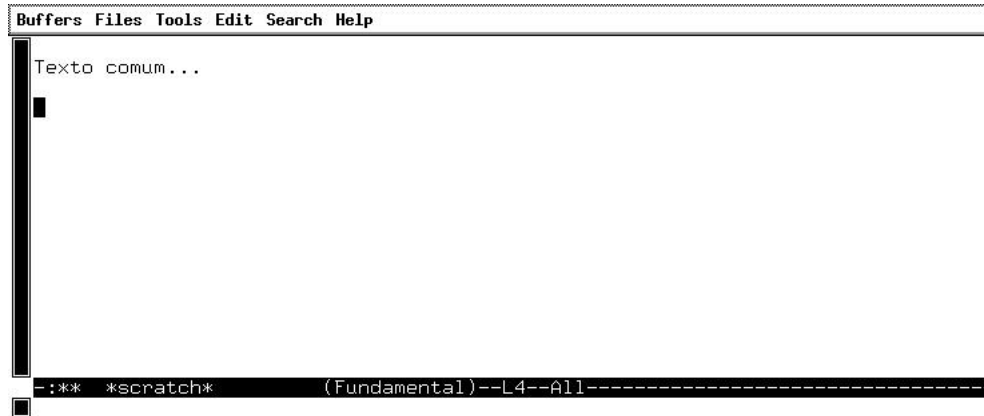 Buffers Files Tools Edit Search Help
Texto comum...
-:** *scratch* (Fundamental)--L4--All---------------------------------